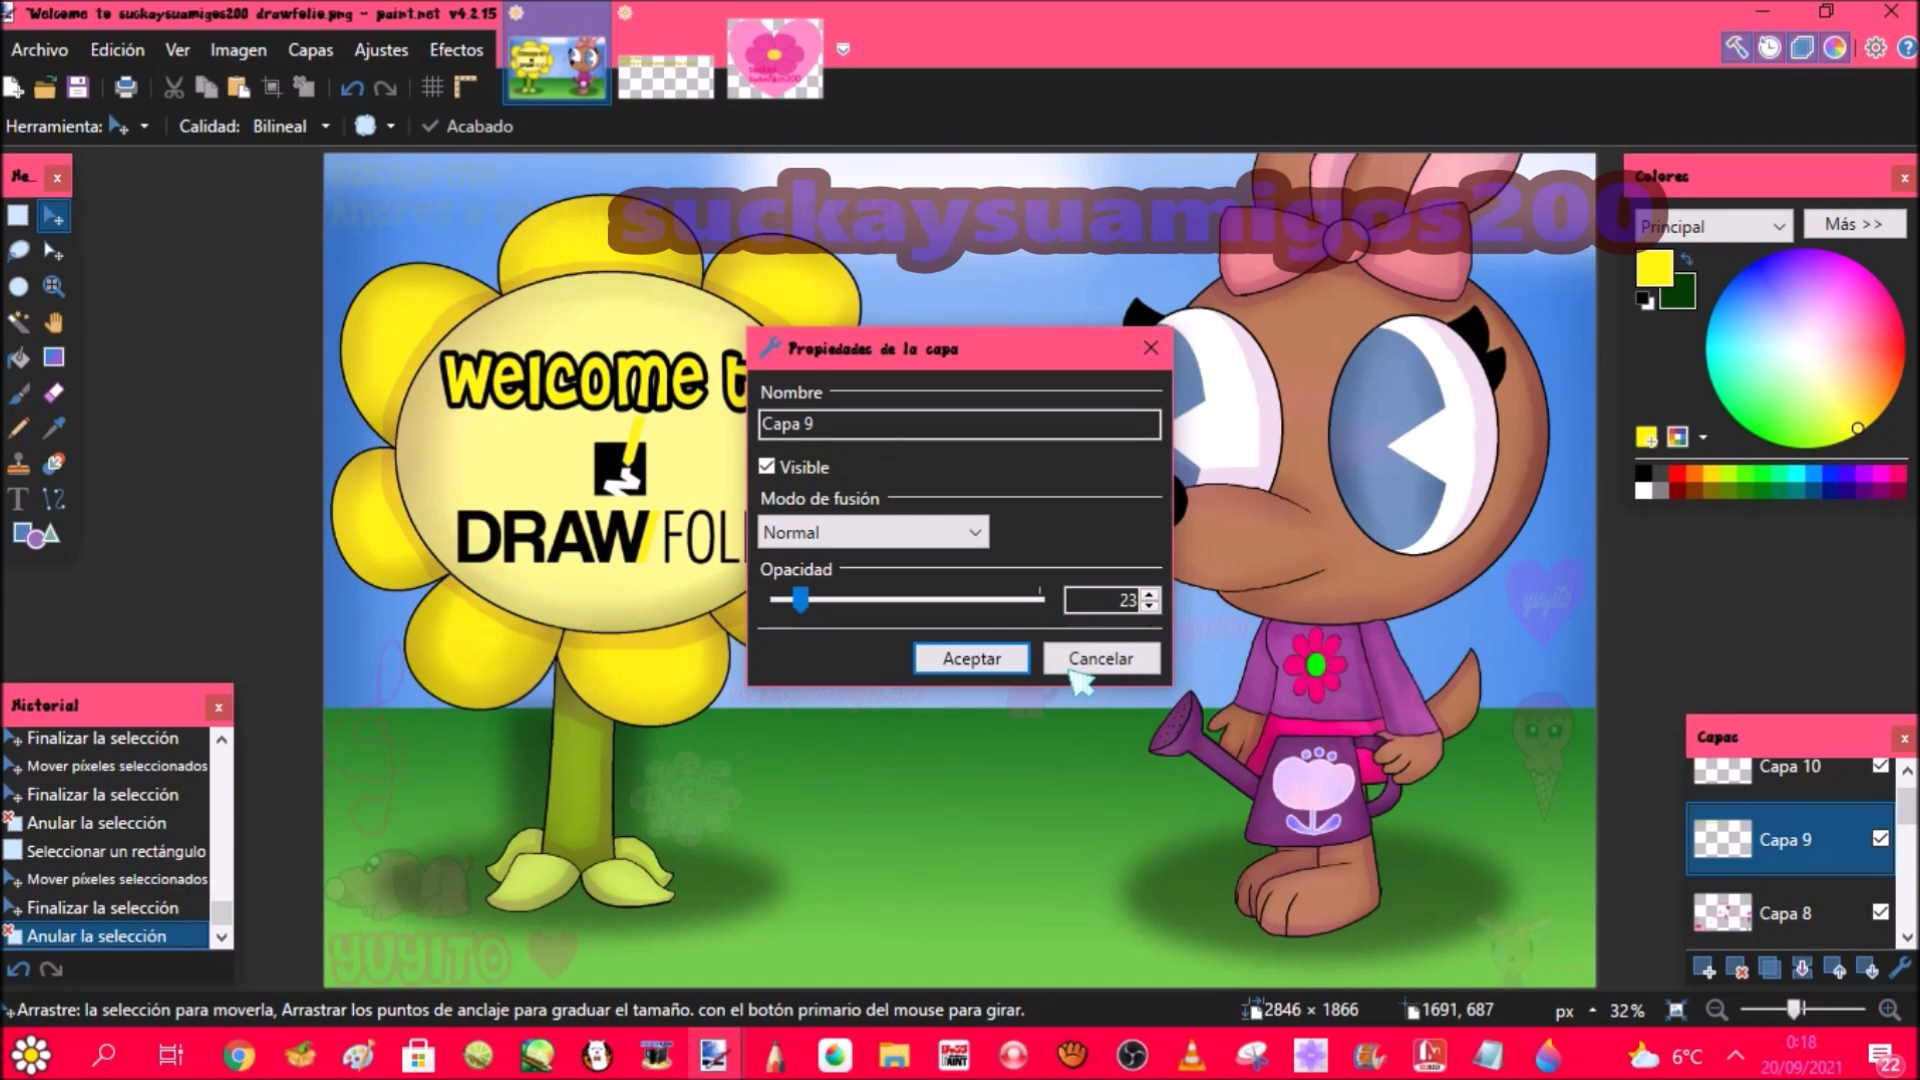 "Welcome to suckaysuamigos200 drawfolio.png - paint.net v4.2.15
Archivo Edición Ver Imagen Capas Ajustes Efectos
Herramienta: Calidad: Bilineal Acabado
suckaysuamigos200
He...
Colores
Principal
Más >>
Welcome t
DRAW FOLI
Propiedades de la capa
Nombre
Capa 9
Visible
Modo de fusión
Normal
Opacidad
23
Aceptar
Cancelar
yuyito
Historial
Finalizar la selección
Mover píxeles seleccionados
Finalizar la selección
Anular la selección
Seleccionar un rectángulo
Mover píxeles seleccionados
Finalizar la selección
Anular la selección
YUYITO
Capas
Capa 10
Capa 9
Capa 8
Arrastre: la selección para moverla, Arrastrar los puntos de anclaje para graduar el tamaño. con el botón primario del mouse para girar.
2846 × 1866
1691, 687
px
32%
6°C
0:18
20/09/2021
22